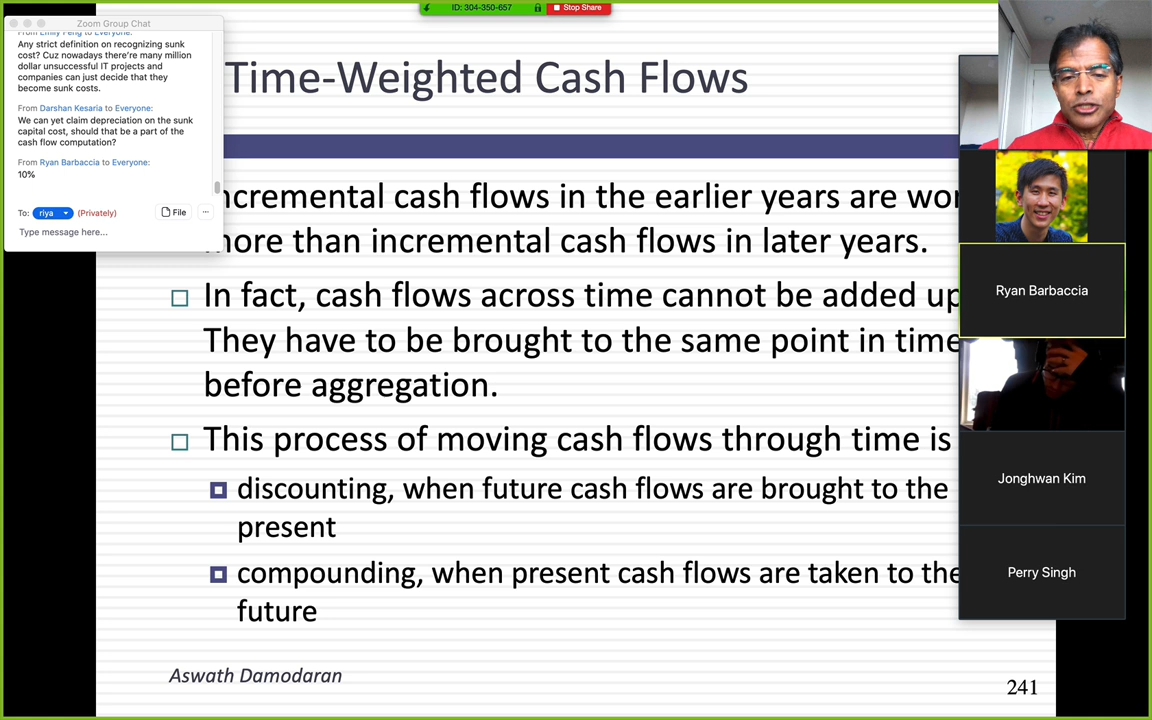 ID: 304-350-657
Stop Share
Zoom Group Chat
From Emily Feng to Everyone:
Any strict definition on recognizing sunk
cost? Cuz nowadays there're many million
dollar unsuccessful IT projects and
companies can just decide that they
become sunk costs.
From Darshan Kesaria to Everyone:
We can yet claim depreciation on the sunk
capital cost, should that be a part of the
cash flow computation?
From Ryan Barbaccia to Everyone:
10%
To: riya (Privately)
File
...
Type message here...
Time-Weighted Cash Flows
ncremental cash flows in the earlier years are wor
more than incremental cash flows in later years.
In fact, cash flows across time cannot be added up
They have to be brought to the same point in time
before aggregation.
This process of moving cash flows through time is
discounting, when future cash flows are brought to the
present
compounding, when present cash flows are taken to the
future
Aswath Damodaran
241
Ryan Barbaccia
Jonghwan Kim
Perry Singh